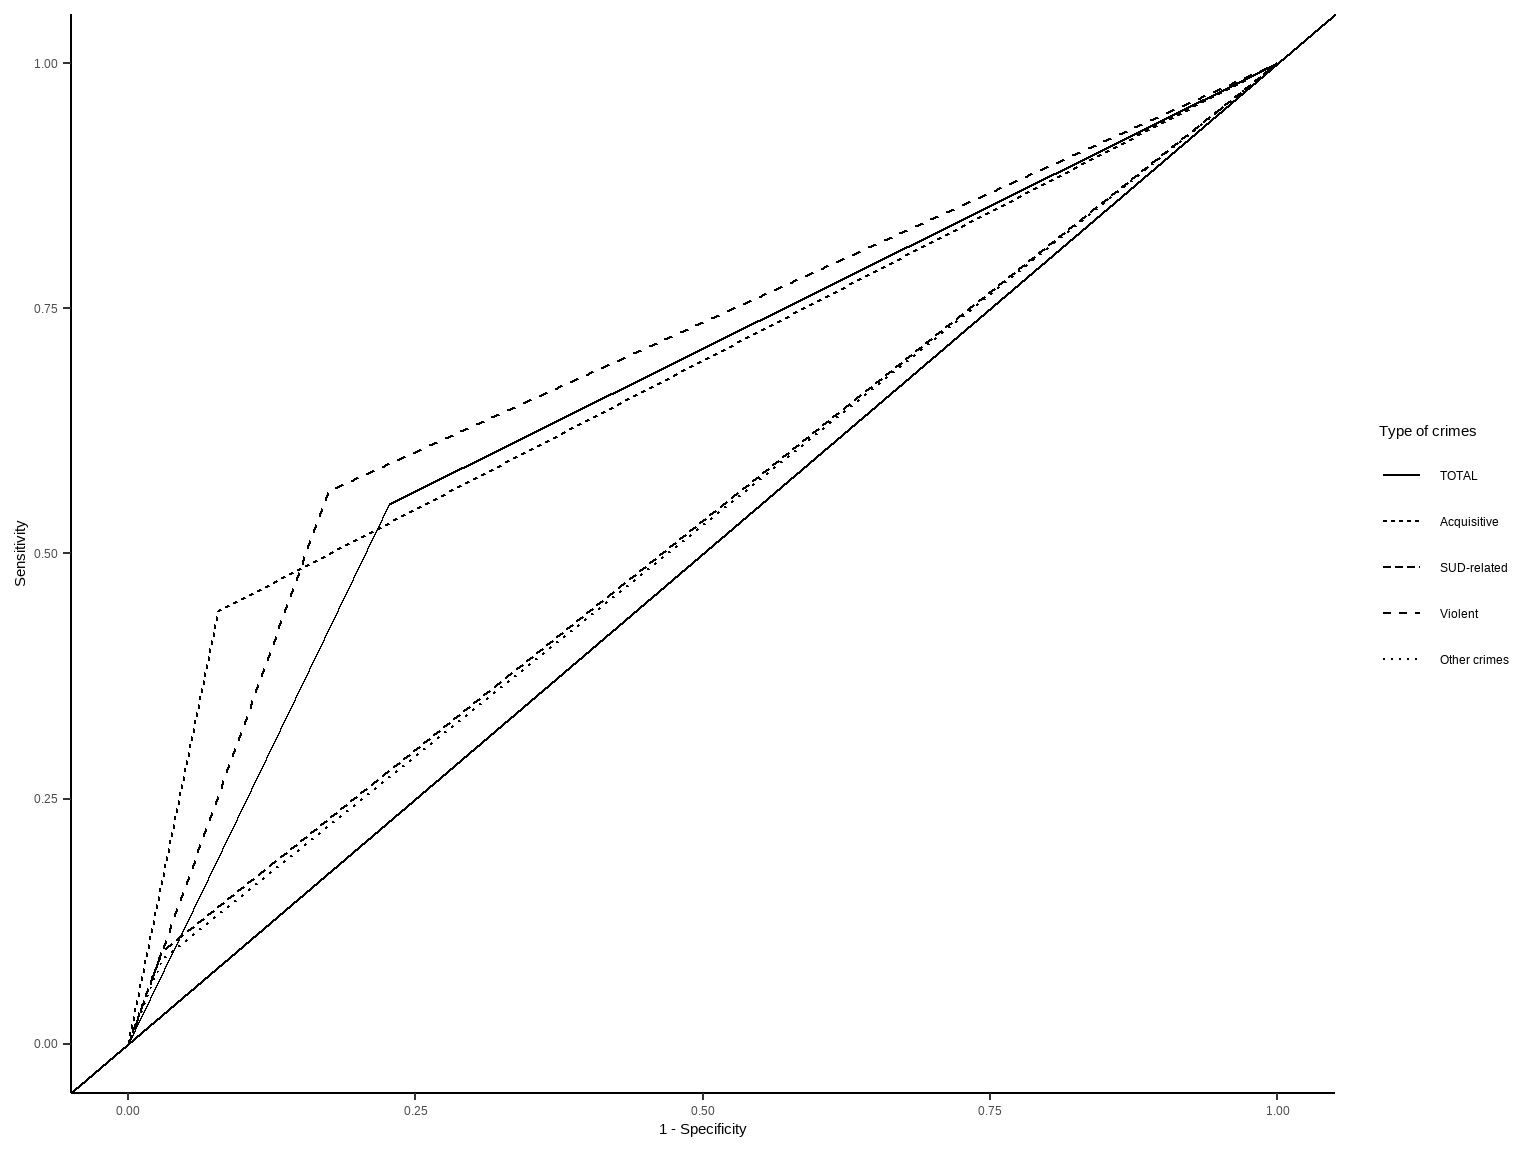 1.00
0.75
0.50
0.25
0.00
Sensitivity
0.00
0.25
0.50
0.75
1.00
1 - Specificity
Type of crimes
TOTAL
Acquisitive
SUD-related
Violent
Other crimes